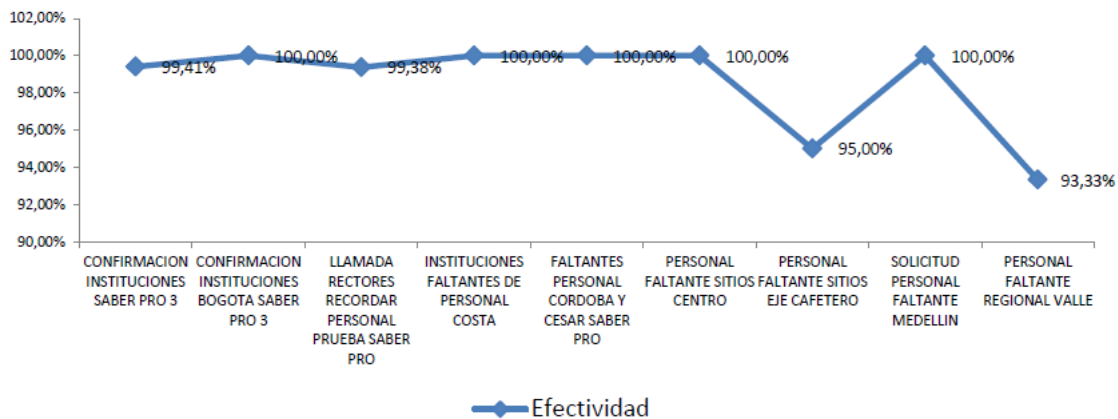 102,00%
100,00%
98,00%
96,00%
94,00%
92,00%
90,00%
99,41%
100,00%
99,38%
100,00%
100,00%
100,00%
95,00%
100,00%
93,33%
CONFIRMACION
INSTITUCIONES
SABER PRO 3
CONFIRMACION
INSTITUCIONES
BOGOTA SABER
PRO 3
LLAMADA
RECTORES
RECORDAR
PERSONAL
PRUEBA SABER
PRO
INSTITUCIONES
FALTANTES DE
PERSONAL
COSTA
FALTANTES
PERSONAL
CORDOBA Y
CESAR SABER
PRO
PERSONAL
FALTANTE SITIOS
CENTRO
PERSONAL
FALTANTE SITIOS
EJE CAFETERO
SOLICITUD
PERSONAL
FALTANTE
MEDELLIN
PERSONAL
FALTANTE
REGIONAL VALLE
Efectividad